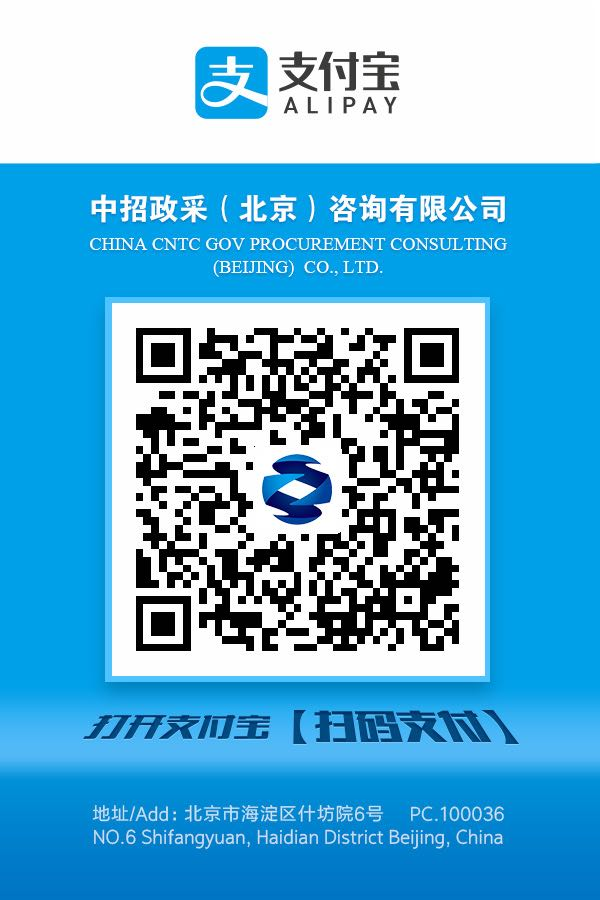 支
支付宝
ALIPAY
中招政采（北京）咨询有限公司
CHINA CNTC GOV PROCUREMENT CONSULTING
(BEIJING) CO., LTD.
打开支付宝【扫码支付】
地址/Add：北京市海淀区什坊院6号 PC.100036
NO.6 Shifangyuan, Haidian District Beijing, China